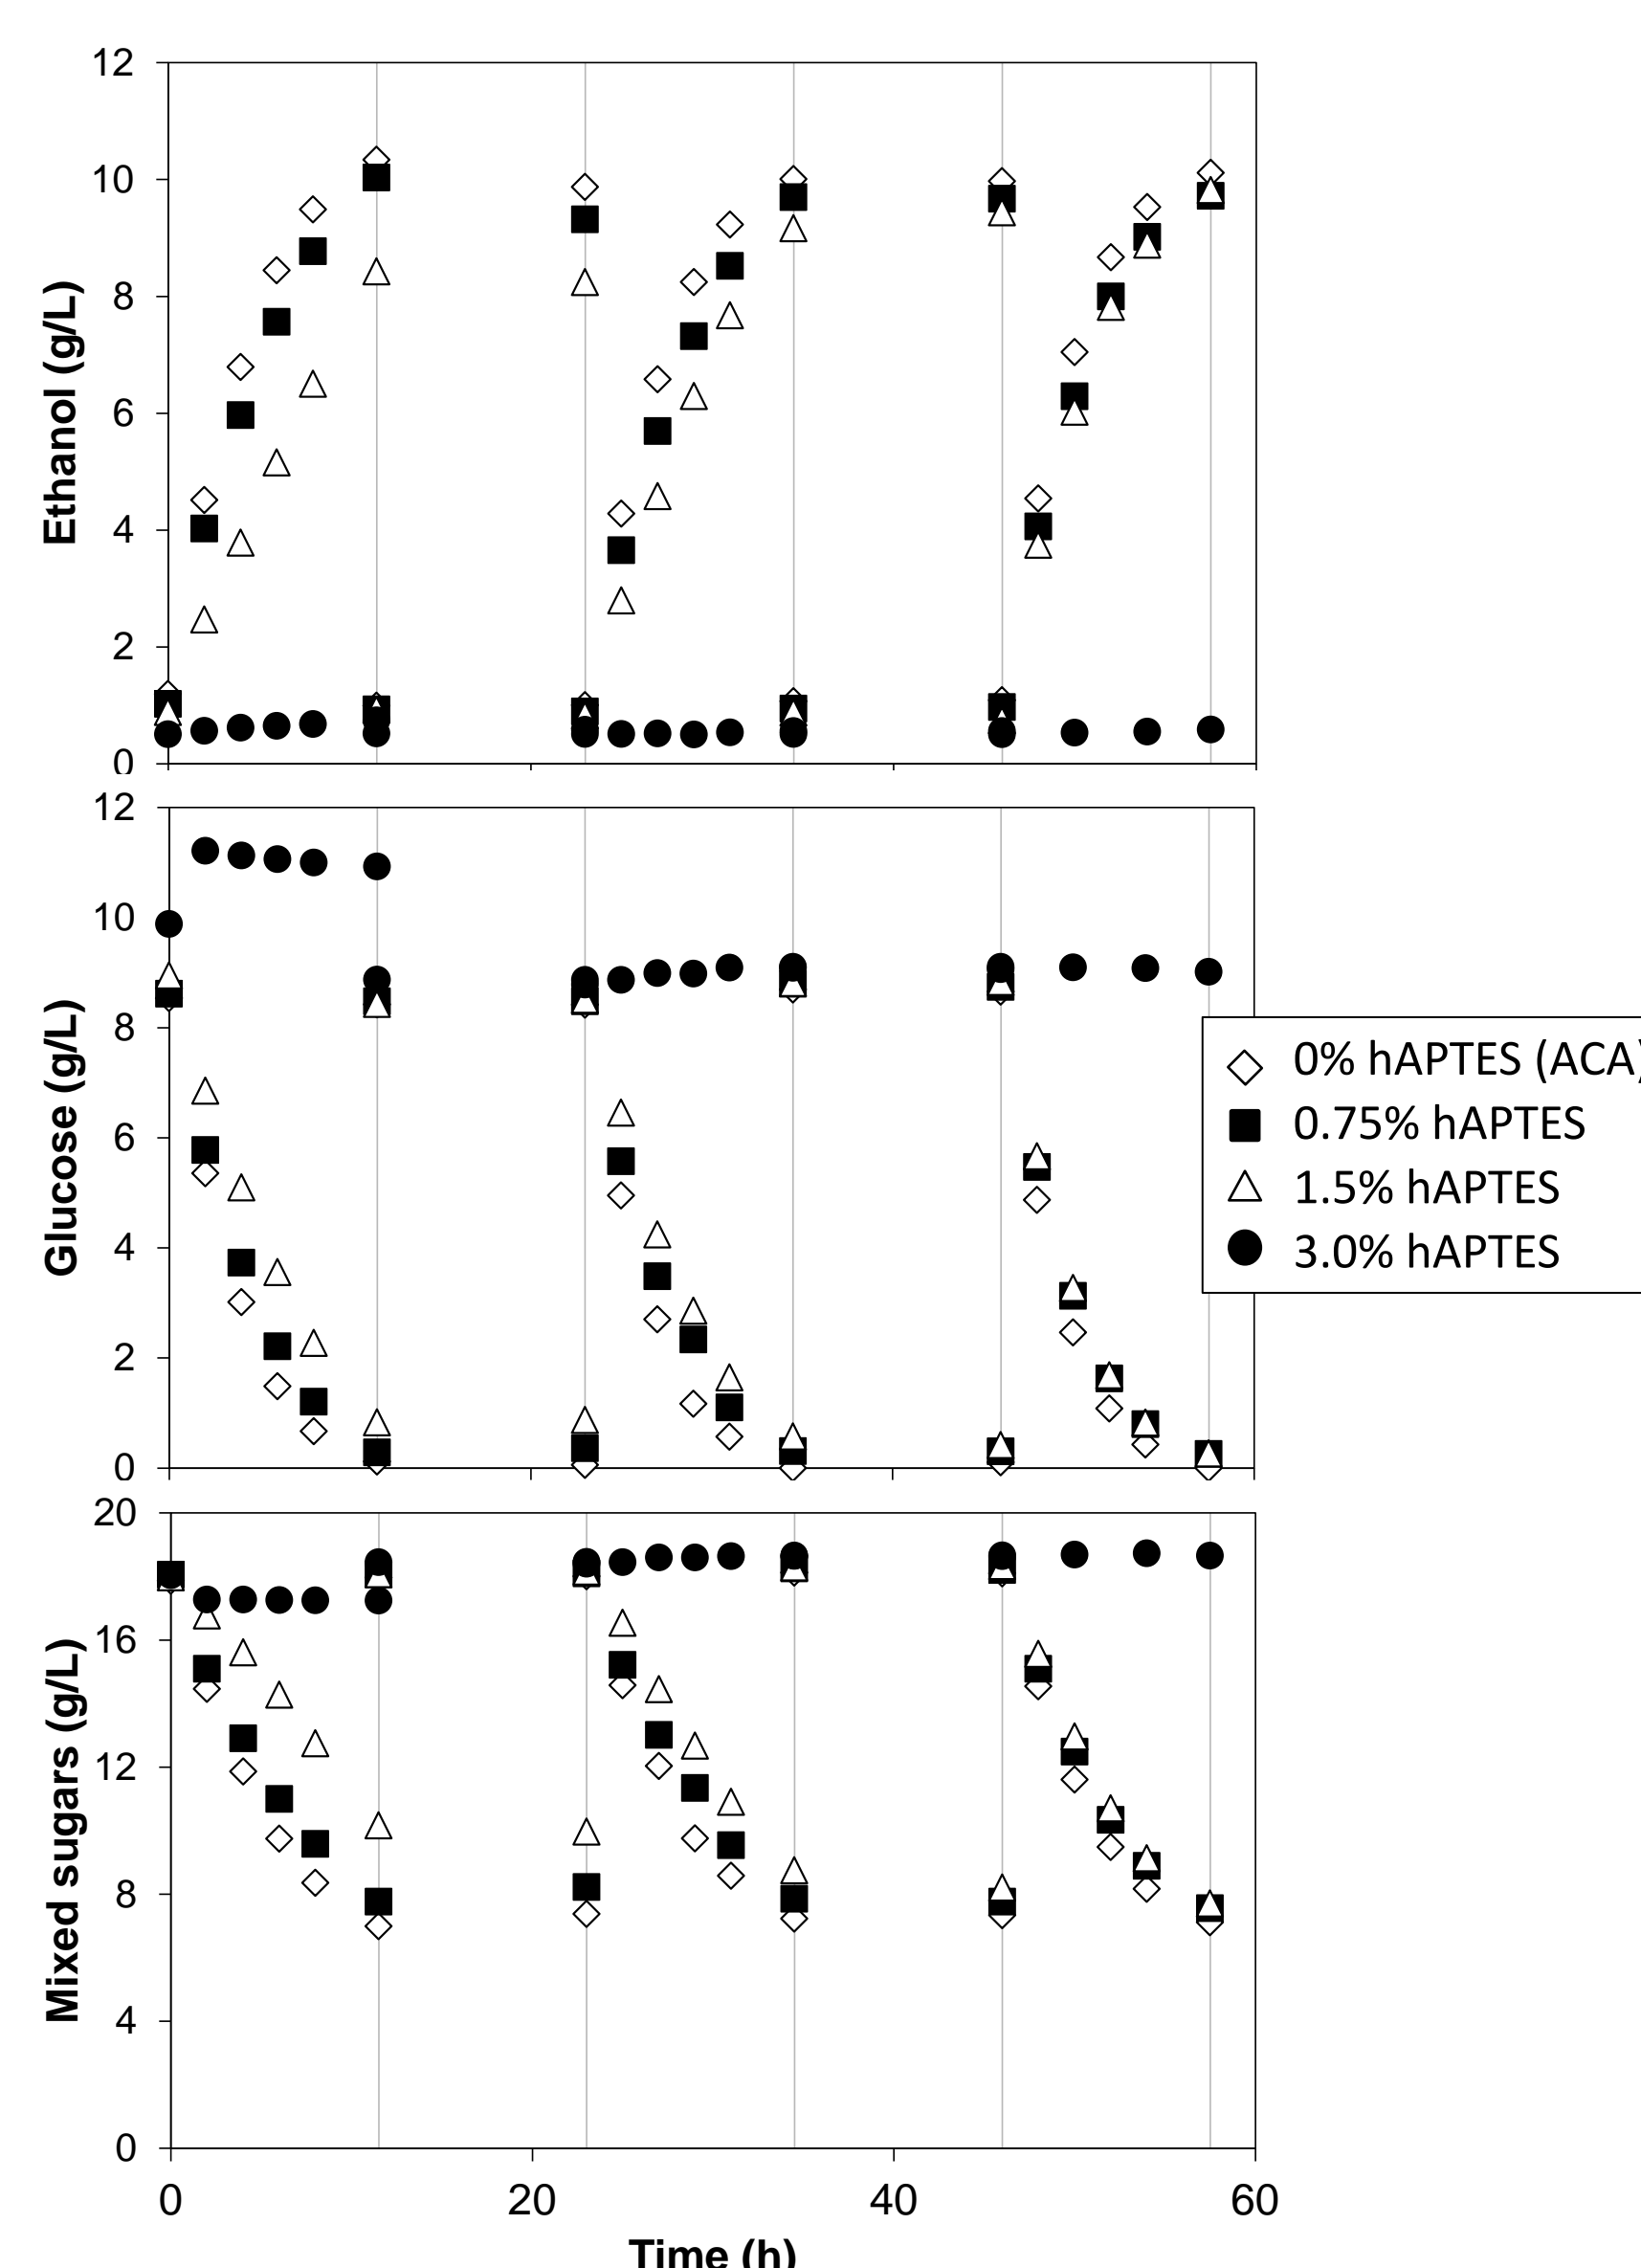 12
10
8
6
4
2
0
Ethanol (g/L)
12
10
8
6
4
2
0
Glucose (g/L)
0% hAPTES (ACA)
0.75% hAPTES
1.5% hAPTES
3.0% hAPTES
20
16
12
8
4
0
Mixed sugars (g/L)
0 20 40 60
Time (h)